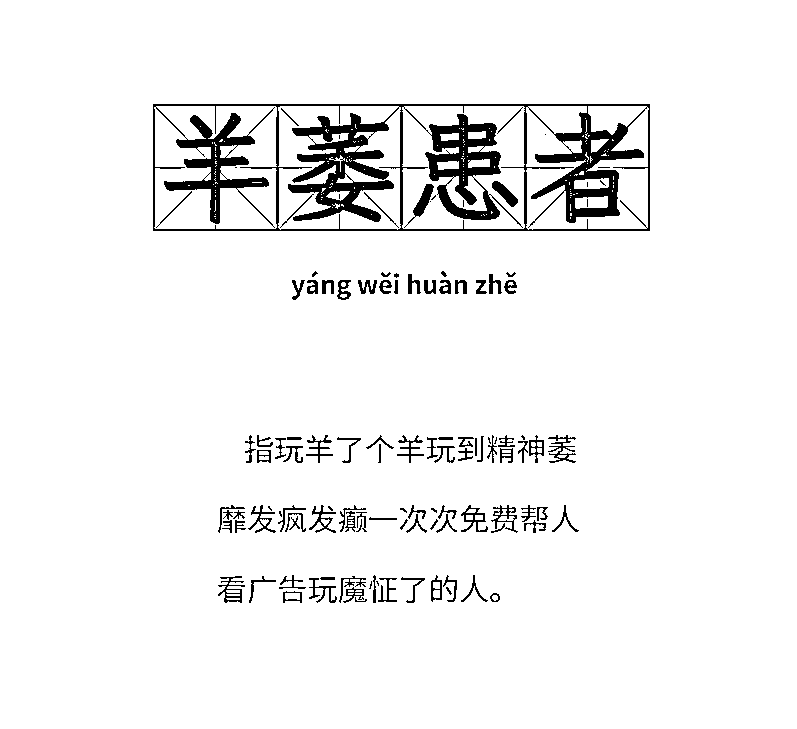 羊萎患者
yáng wěi huàn zhě
指玩羊了个羊玩到精神萎
靡发疯发癫一次次免费帮人
看广告玩魔怔了的人。